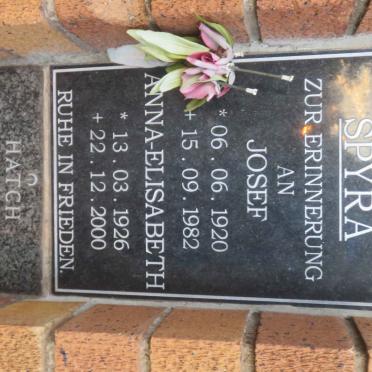 SPYRA
ZUR ERINNERUNG
AN
JOSEF
* 06. 06. 1920
+ 15. 09. 1982
ANNA-ELISABETH
* 13. 03. 1926
+ 22. 12. 2000
RUHE IN FRIEDEN.
HATCH